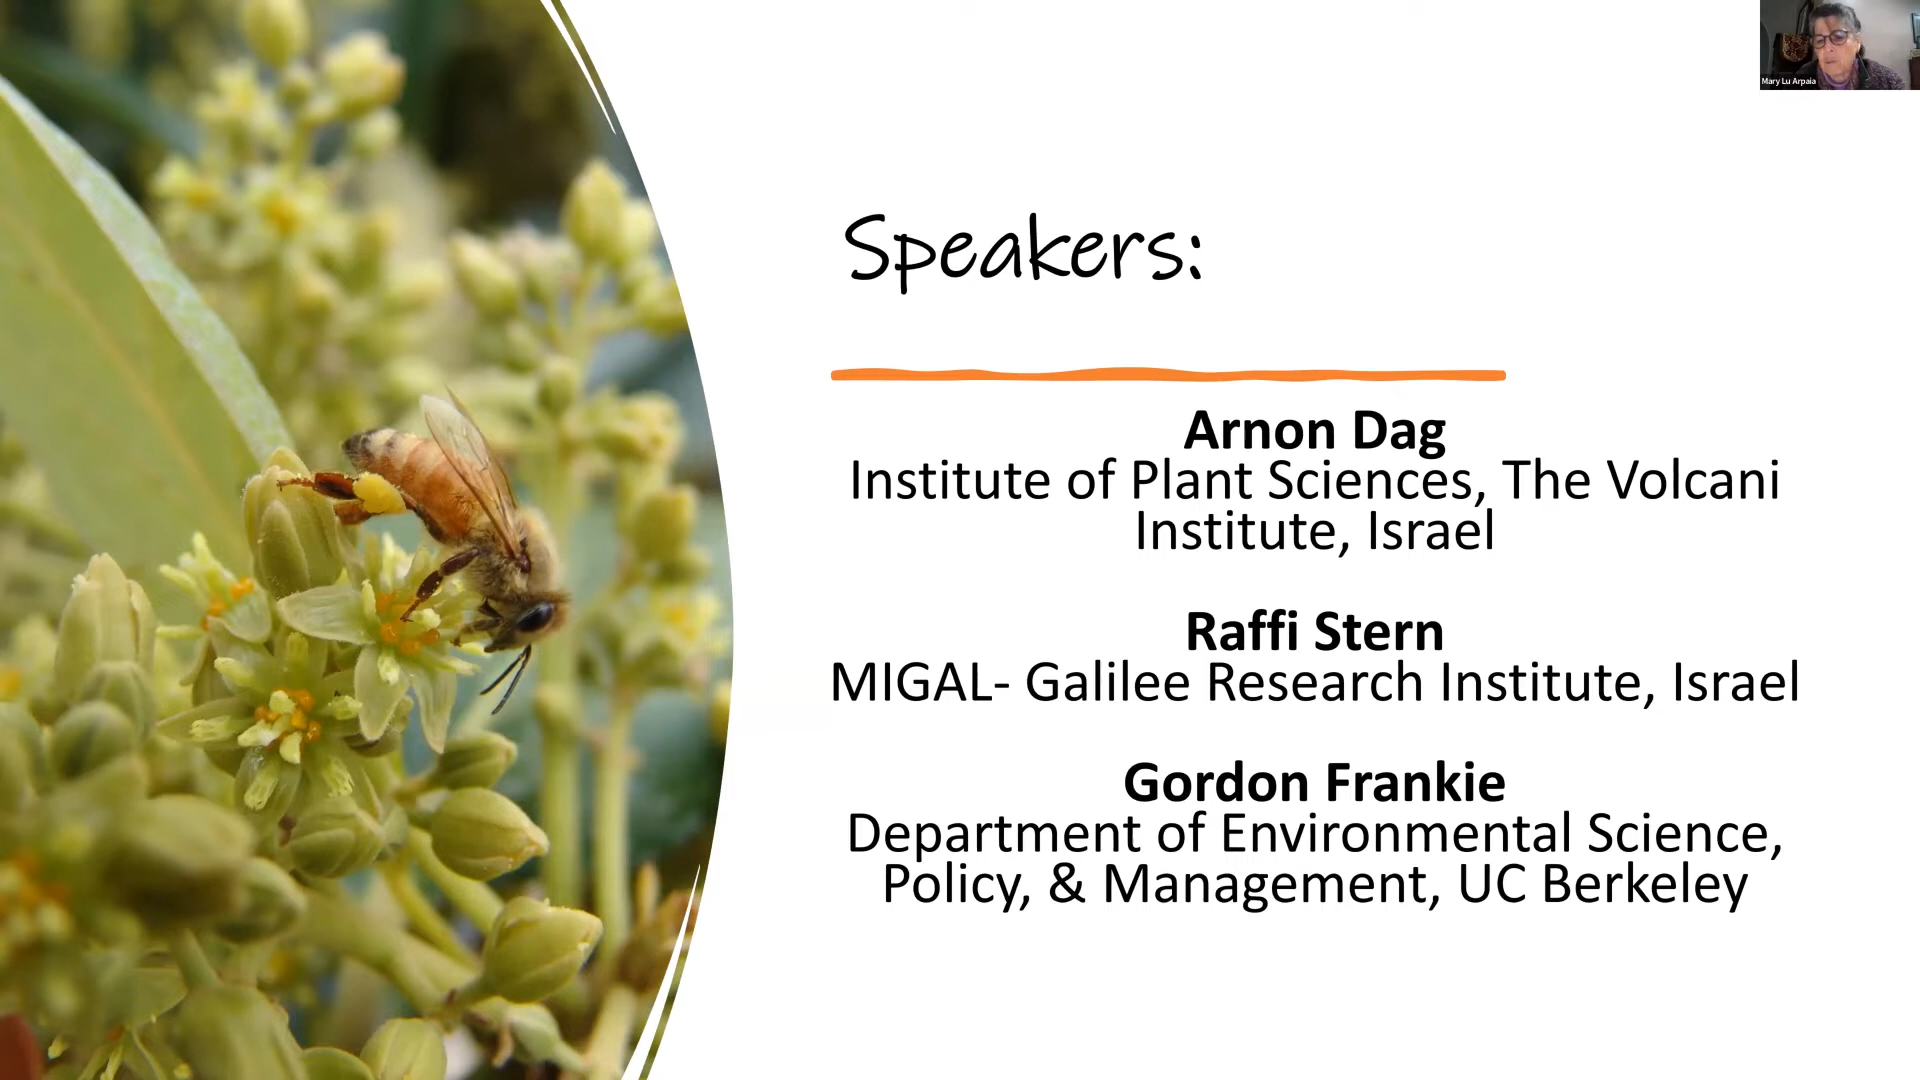 Mary Lu Arpaia
Speakers:
Arnon Dag
Institute of Plant Sciences, The Volcani
Institute, Israel
Raffi Stern
MIGAL- Galilee Research Institute, Israel
Gordon Frankie
Department of Environmental Science,
Policy, & Management, UC Berkeley